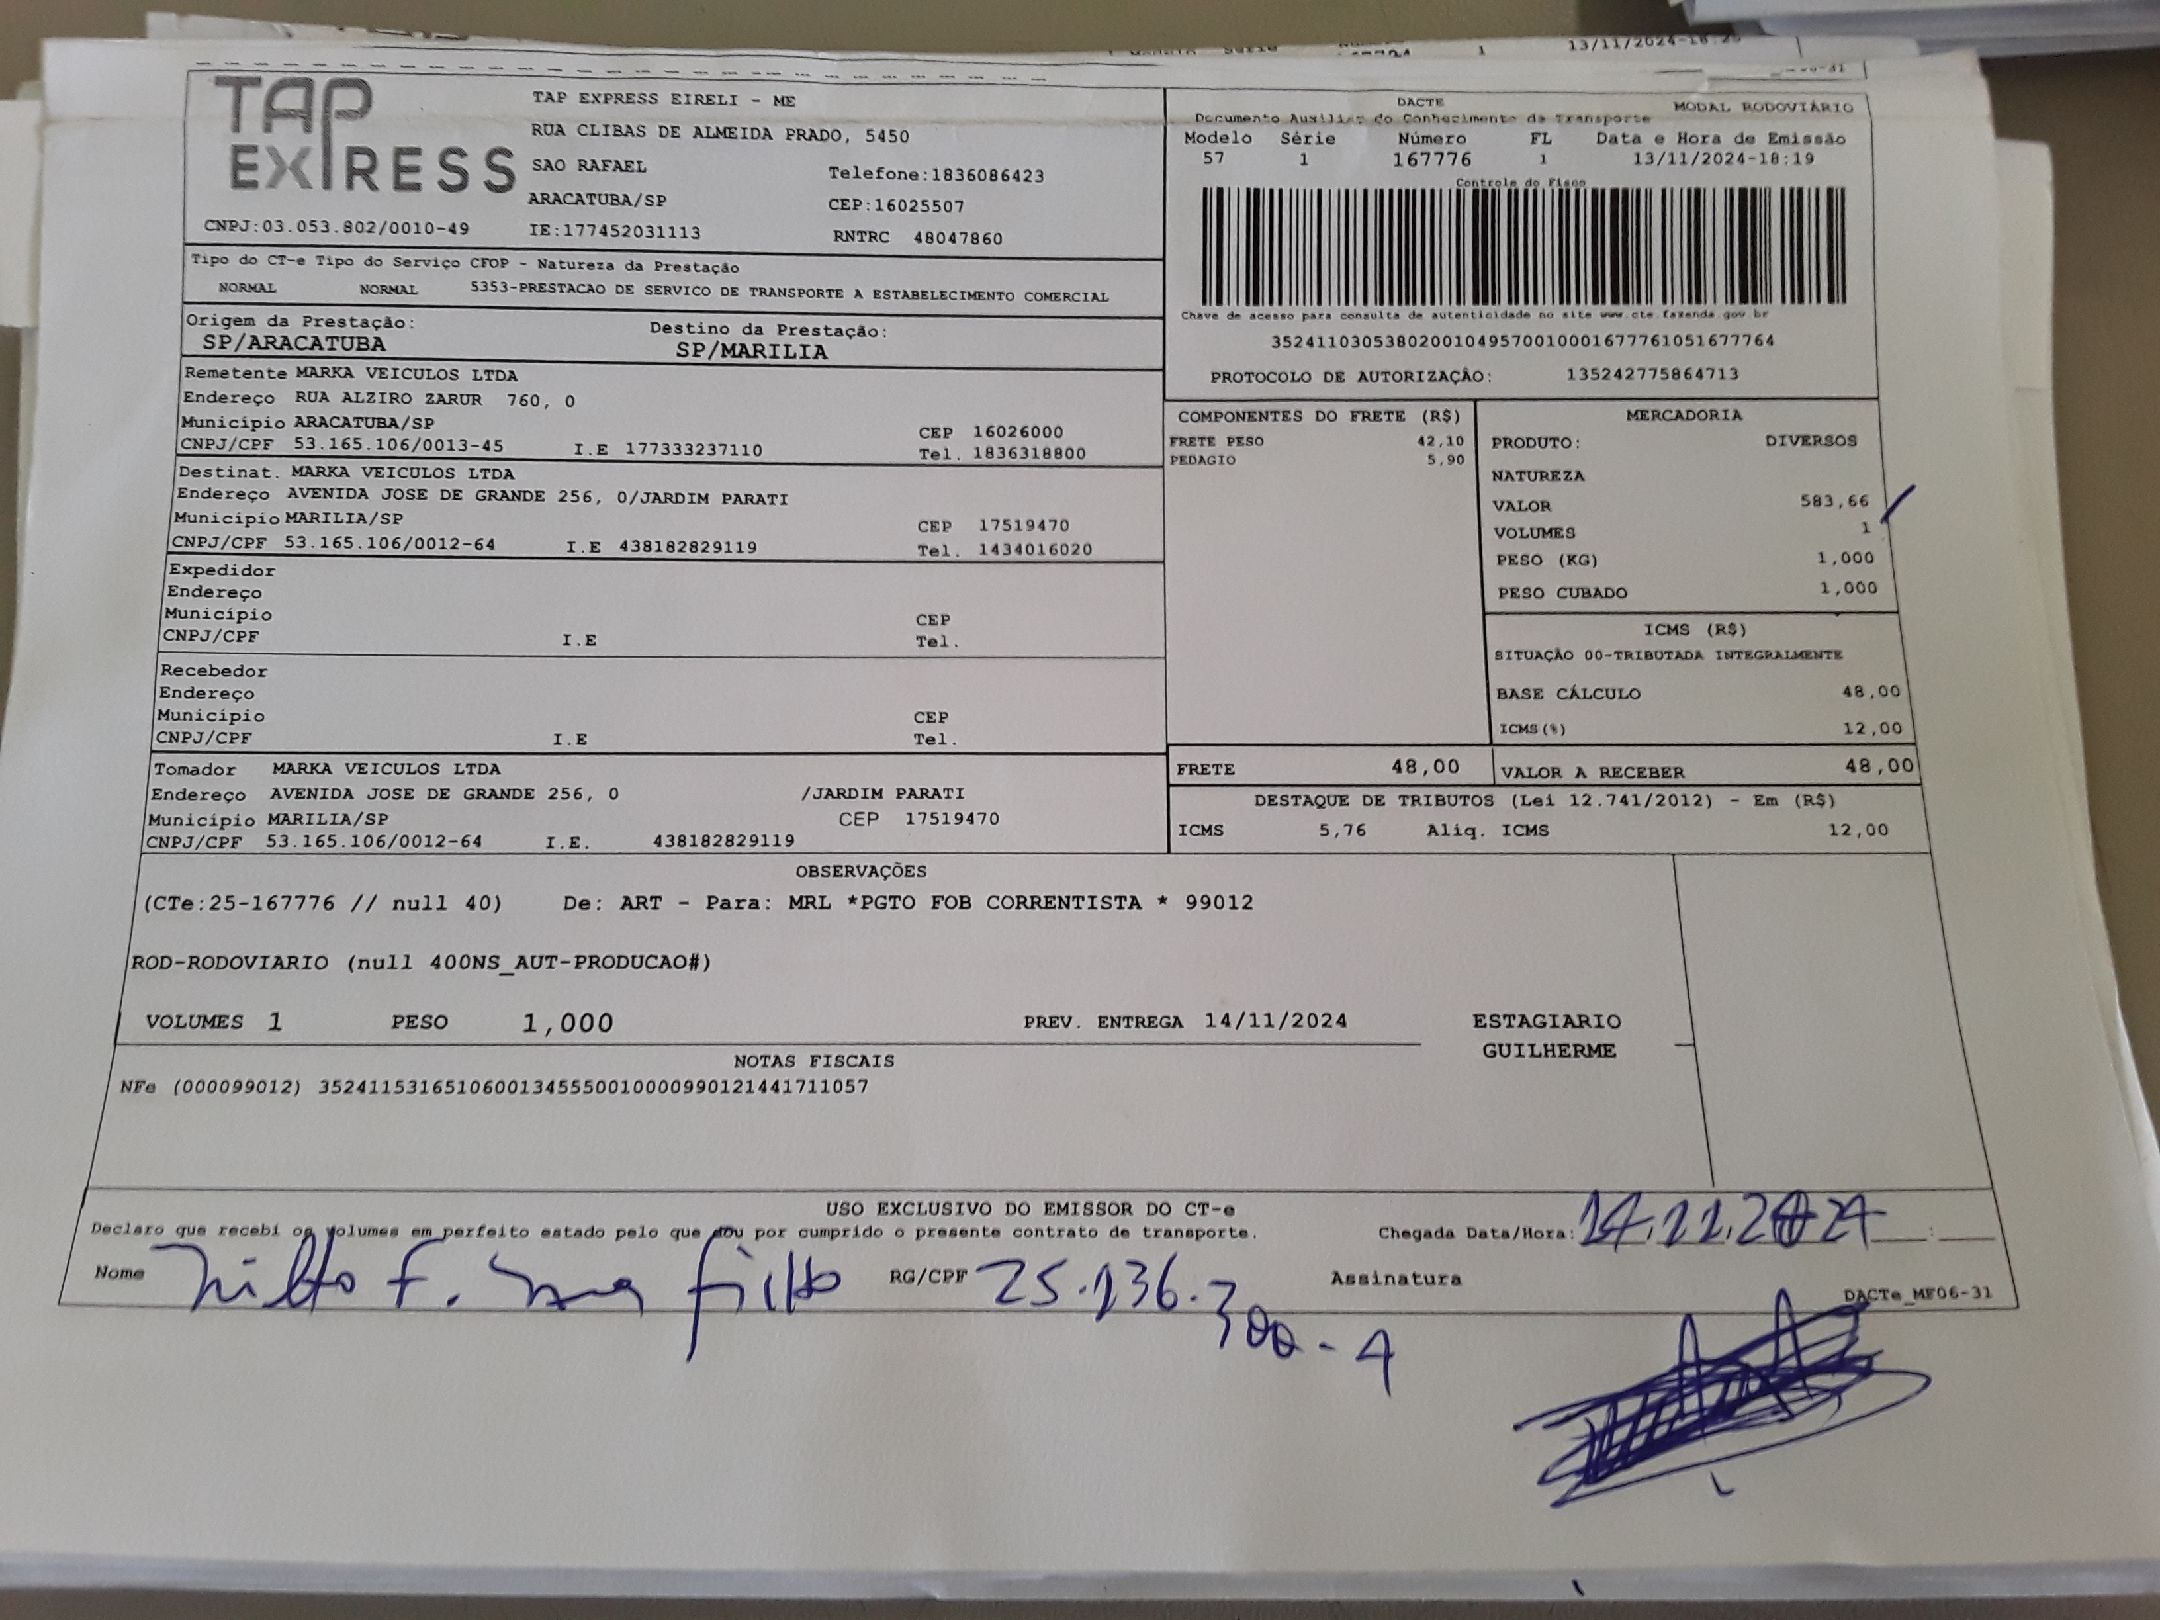 13/11/2024-18:29
TAP
EXPRESS
TAP EXPRESS EIRELI - ME
RUA CLIBAS DE ALMEIDA PRADO, 5450
SAO RAFAEL
Telefone:1836086423
ARACATUBA/SP
CEP:16025507
CNPJ:03.053.802/0010-49
IE:177452031113
RNTRC 48047860
DACTE
MODAL RODOVIÁRIO
Documento Auxiliar do Conhecimento de Transporte
Modelo Série Número FL Data e Hora de Emissão
57 1 167776 1 13/11/2024-18:19
Controle do Fisco
Chave de acesso para consulta de autenticidade no site www.cte.fazenda.gov.br
35241103053802001049570010001677761051677764
PROTOCOLO DE AUTORIZAÇÂO: 135242775864713
Tipo do CT-e Tipo do Serviço CFOP - Natureza da Prestação
NORMAL NORMAL 5353-PRESTACAO DE SERVICO DE TRANSPORTE A ESTABELECIMENTO COMERCIAL
Origem da Prestação: Destino da Prestação:
SP/ARACATUBA SP/MARILIA
Remetente MARKA VEICULOS LTDA
Endereço RUA ALZIRO ZARUR 760, 0
Município ARACATUBA/SP CEP 16026000
CNPJ/CPF 53.165.106/0013-45 I.E 177333237110 Tel. 1836318800
Destinat. MARKA VEICULOS LTDA
Endereço AVENIDA JOSE DE GRANDE 256, 0/JARDIM PARATI
Município MARILIA/SP CEP 17519470
CNPJ/CPF 53.165.106/0012-64 I.E 438182829119 Tel. 1434016020
Expedidor
Endereço
Município CEP
CNPJ/CPF I.E Tel.
Recebedor
Endereço
Município CEP
CNPJ/CPF I.E Tel.
Tomador MARKA VEICULOS LTDA
Endereço AVENIDA JOSE DE GRANDE 256, 0 /JARDIM PARATI
Município MARILIA/SP CEP 17519470
CNPJ/CPF 53.165.106/0012-64 I.E. 438182829119
COMPONENTES DO FRETE (R$)
FRETE PESO 42,10
PEDAGIO 5,90
MERCADORIA
PRODUTO: DIVERSOS
NATUREZA
VALOR 583,66
VOLUMES 1
PESO (KG) 1,000
PESO CUBADO 1,000
ICMS (R$)
SITUAÇÃO 00-TRIBUTADA INTEGRALMENTE
BASE CÁLCULO 48,00
ICMS(%) 12,00
FRETE 48,00 VALOR A RECEBER 48,00
DESTAQUE DE TRIBUTOS (Lei 12.741/2012) - Em (R$)
ICMS 5,76 Aliq. ICMS 12,00
OBSERVAÇÕES
(CTe:25-167776 // null 40) De: ART - Para: MRL *PGTO FOB CORRENTISTA * 99012
ROD-RODOVIARIO (null 400NS_AUT-PRODUCAO#)
VOLUMES 1 PESO 1,000 PREV. ENTREGA 14/11/2024 ESTAGIARIO
GUILHERME
NOTAS FISCAIS
NFe (000099012) 35241153165106001345550010000990121441711057
USO EXCLUSIVO DO EMISSOR DO CT-e
Declaro que recebi os volumes em perfeito estado pelo que dou por cumprido o presente contrato de transporte. Chegada Data/Hora: 14.11.2024 :
Nome Nilto F. filho RG/CPF 25.136.300-4 Assinatura
DACTe_MF06-31